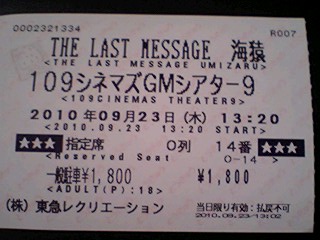 0002321334 R007
THE LAST MESSAGE 海猿
<THE LAST MESSAGE UMIZARU>
109シネマズGMシアター9
<109CINEMAS THEATER9>
2010年09月23日(木) 13:20
<2010.09.23 13:20 START>
★★★ 指定席 O列 14番 ★★★
<Reserved Seat O-14 >
一般駐車¥1,800 ¥1,800
<ADULT(P):18>
当日限り有効:払戻不可
(株)東急レクリエーション 2010.09.23/13:02